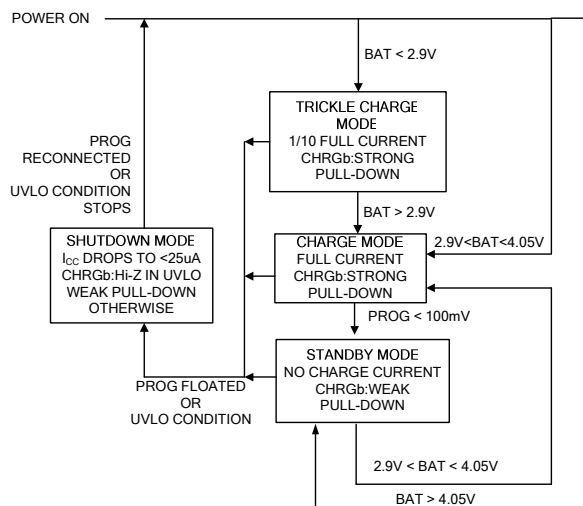 POWER ON
BAT < 2.9V
TRICKLE CHARGE
MODE
1/10 FULL CURRENT
CHRGb:STRONG
PULL-DOWN
PROG
RECONNECTED
OR
UVLO CONDITION
STOPS
BAT > 2.9V
SHUTDOWN MODE
ICC DROPS TO <25uA
CHRGb:Hi-Z IN UVLO
WEAK PULL-DOWN
OTHERWISE
CHARGE MODE
FULL CURRENT
CHRGb:STRONG
PULL-DOWN
2.9V<BAT<4.05V
PROG < 100mV
STANDBY MODE
NO CHARGE CURRENT
CHRGb:WEAK
PULL-DOWN
PROG FLOATED
OR
UVLO CONDITION
2.9V < BAT < 4.05V
BAT > 4.05V